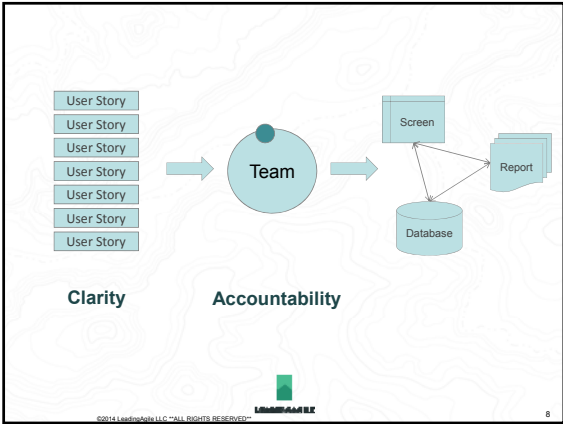 User Story
User Story
User Story
User Story
User Story
User Story
User Story
Team
Screen
Report
Database
Clarity
Accountability
©2014 LeadingAgile LLC **ALL RIGHTS RESERVED**
8